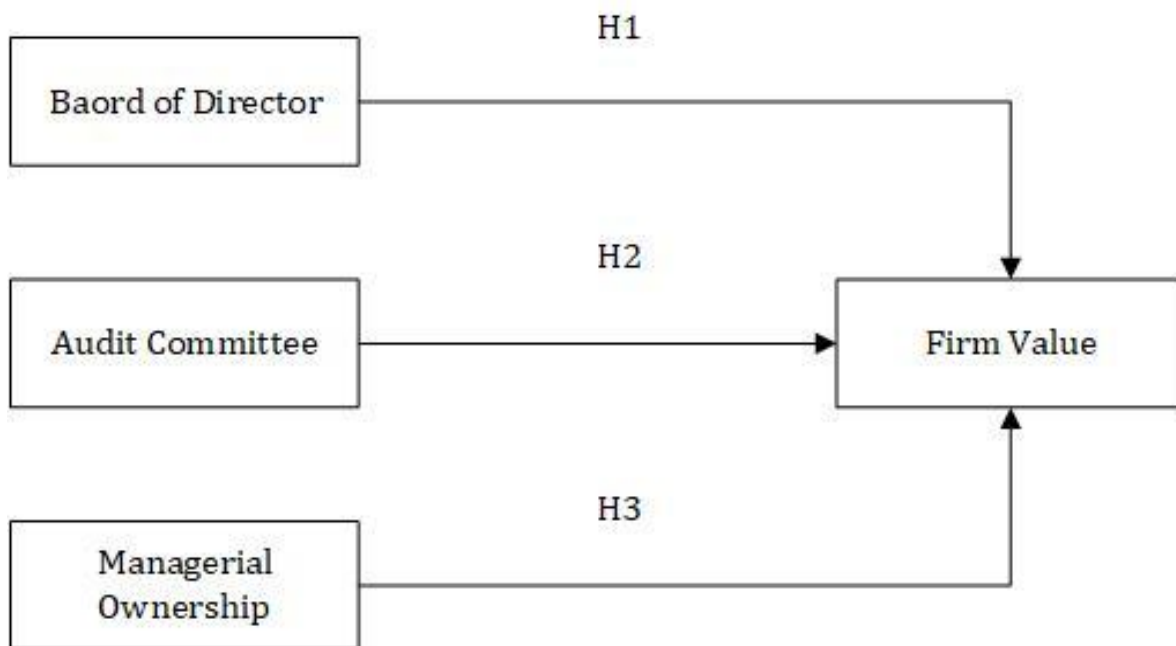 H1
Baord of Director
H2
Audit Committee
Firm Value
H3
Managerial
Ownership